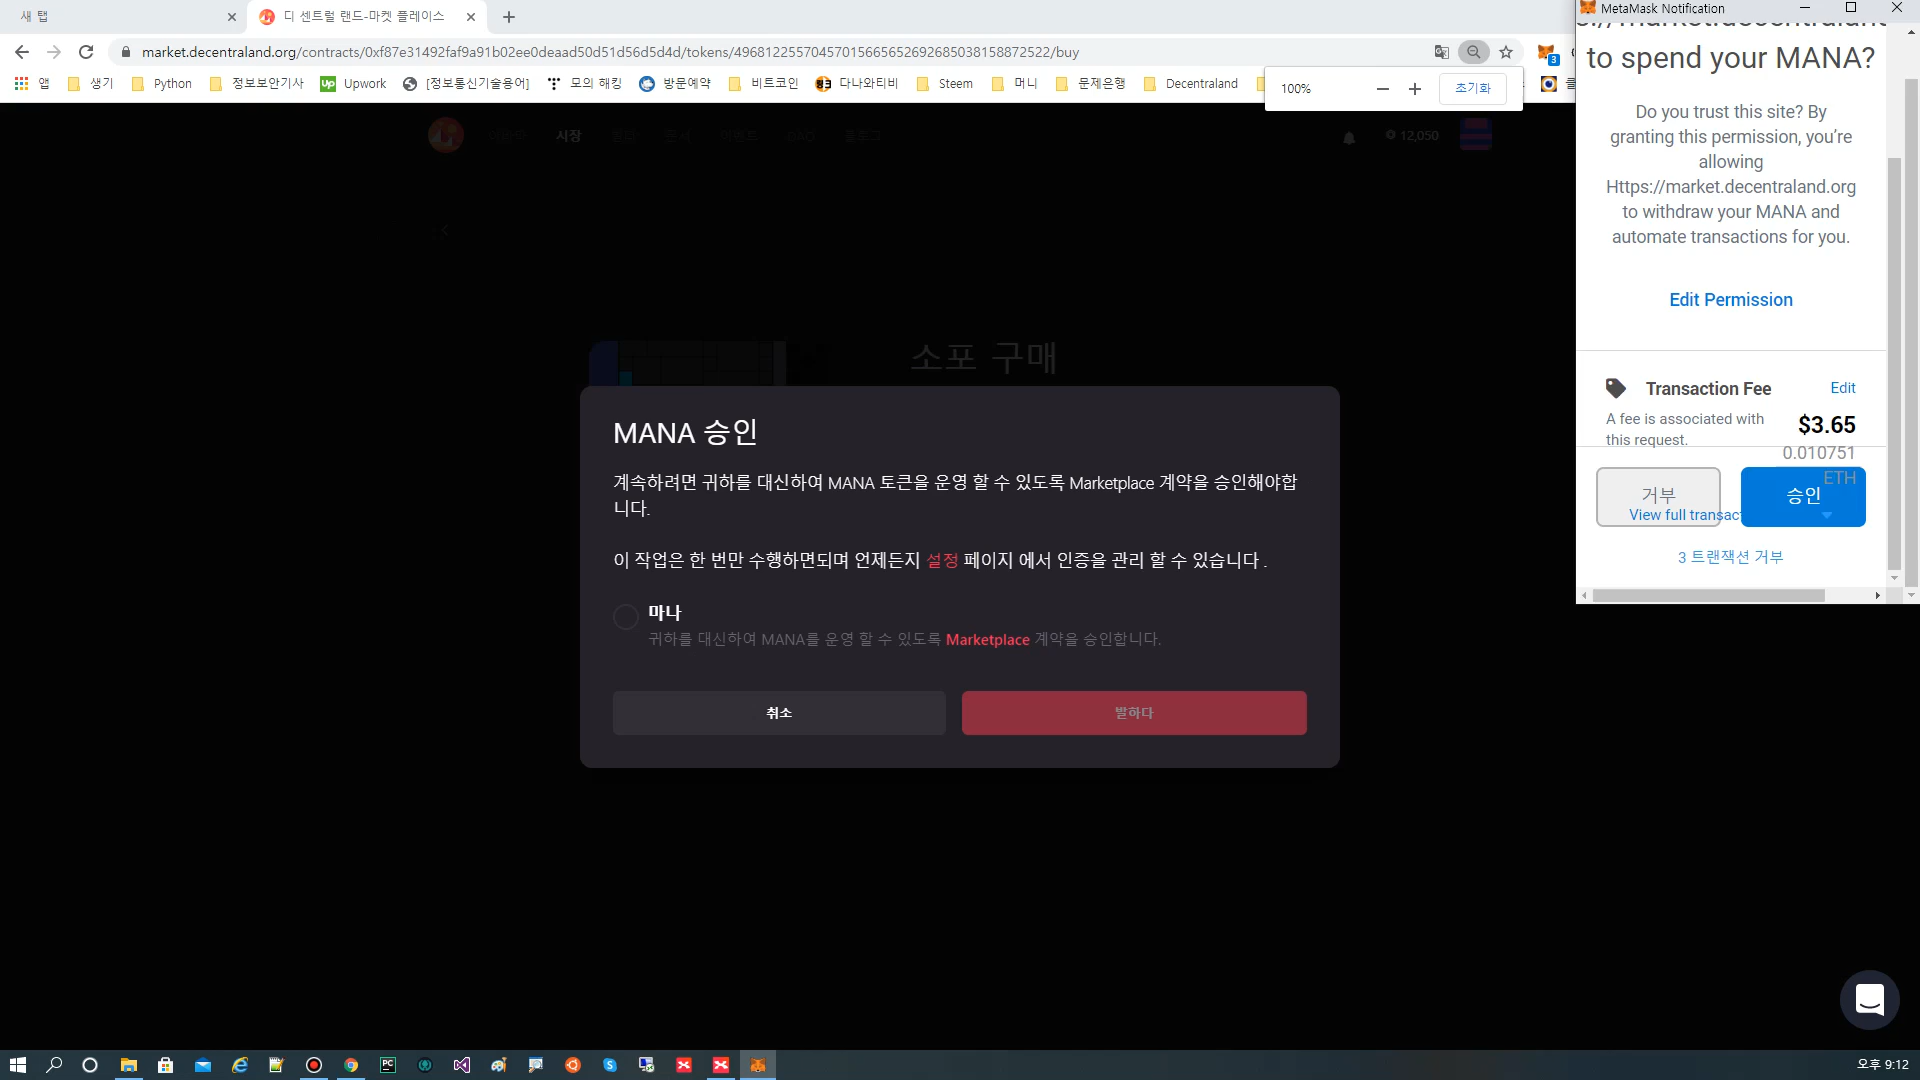 새 탭
디 센트럴 랜드-마켓 플레이스
market.decentraland.org/contracts/0xf87e31492faf9a91b02ee0deaad50d51d56d5d4d/tokens/4968122557045701566565269268503815887​2522/buy
앱
생기
Python
정보보안기사
Upwork
[정보통신기술용어]
모의 해킹
방문예약
비트코인
다나와티비
Steem
머니
문제은행
Decentraland
100%
초기화
시장
12,050
소포 구매
MANA 승인
계속하려면 귀하를 대신하여 MANA 토큰을 운영 할 수 있도록 Marketplace 계약을 승인해야합
니다.
이 작업은 한 번만 수행하면되며 언제든지 설정 페이지 에서 인증을 관리 할 수 있습니다 .
마나
귀하를 대신하여 MANA를 운영 할 수 있도록 Marketplace 계약을 승인합니다.
취소
발하다
MetaMask Notification
to spend your MANA?
Do you trust this site? By
granting this permission, you’re
allowing
Https://market.decentraland.org
to withdraw your MANA and
automate transactions for you.
Edit Permission
Transaction Fee
Edit
A fee is associated with
this request.
$3.65
0.010751
ETH
거부
승인
View full transac
3 트랜잭션 거부
오후 9:12